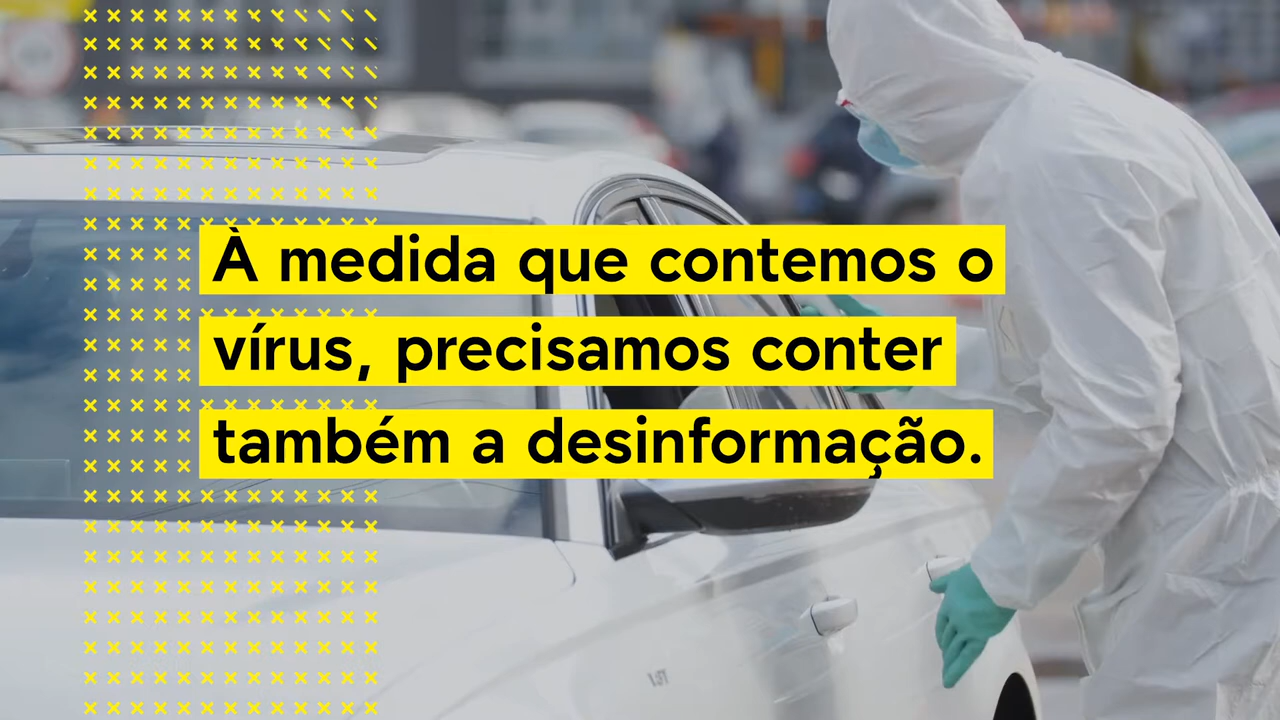 À medida que contemos o
vírus, precisamos conter
também a desinformação.